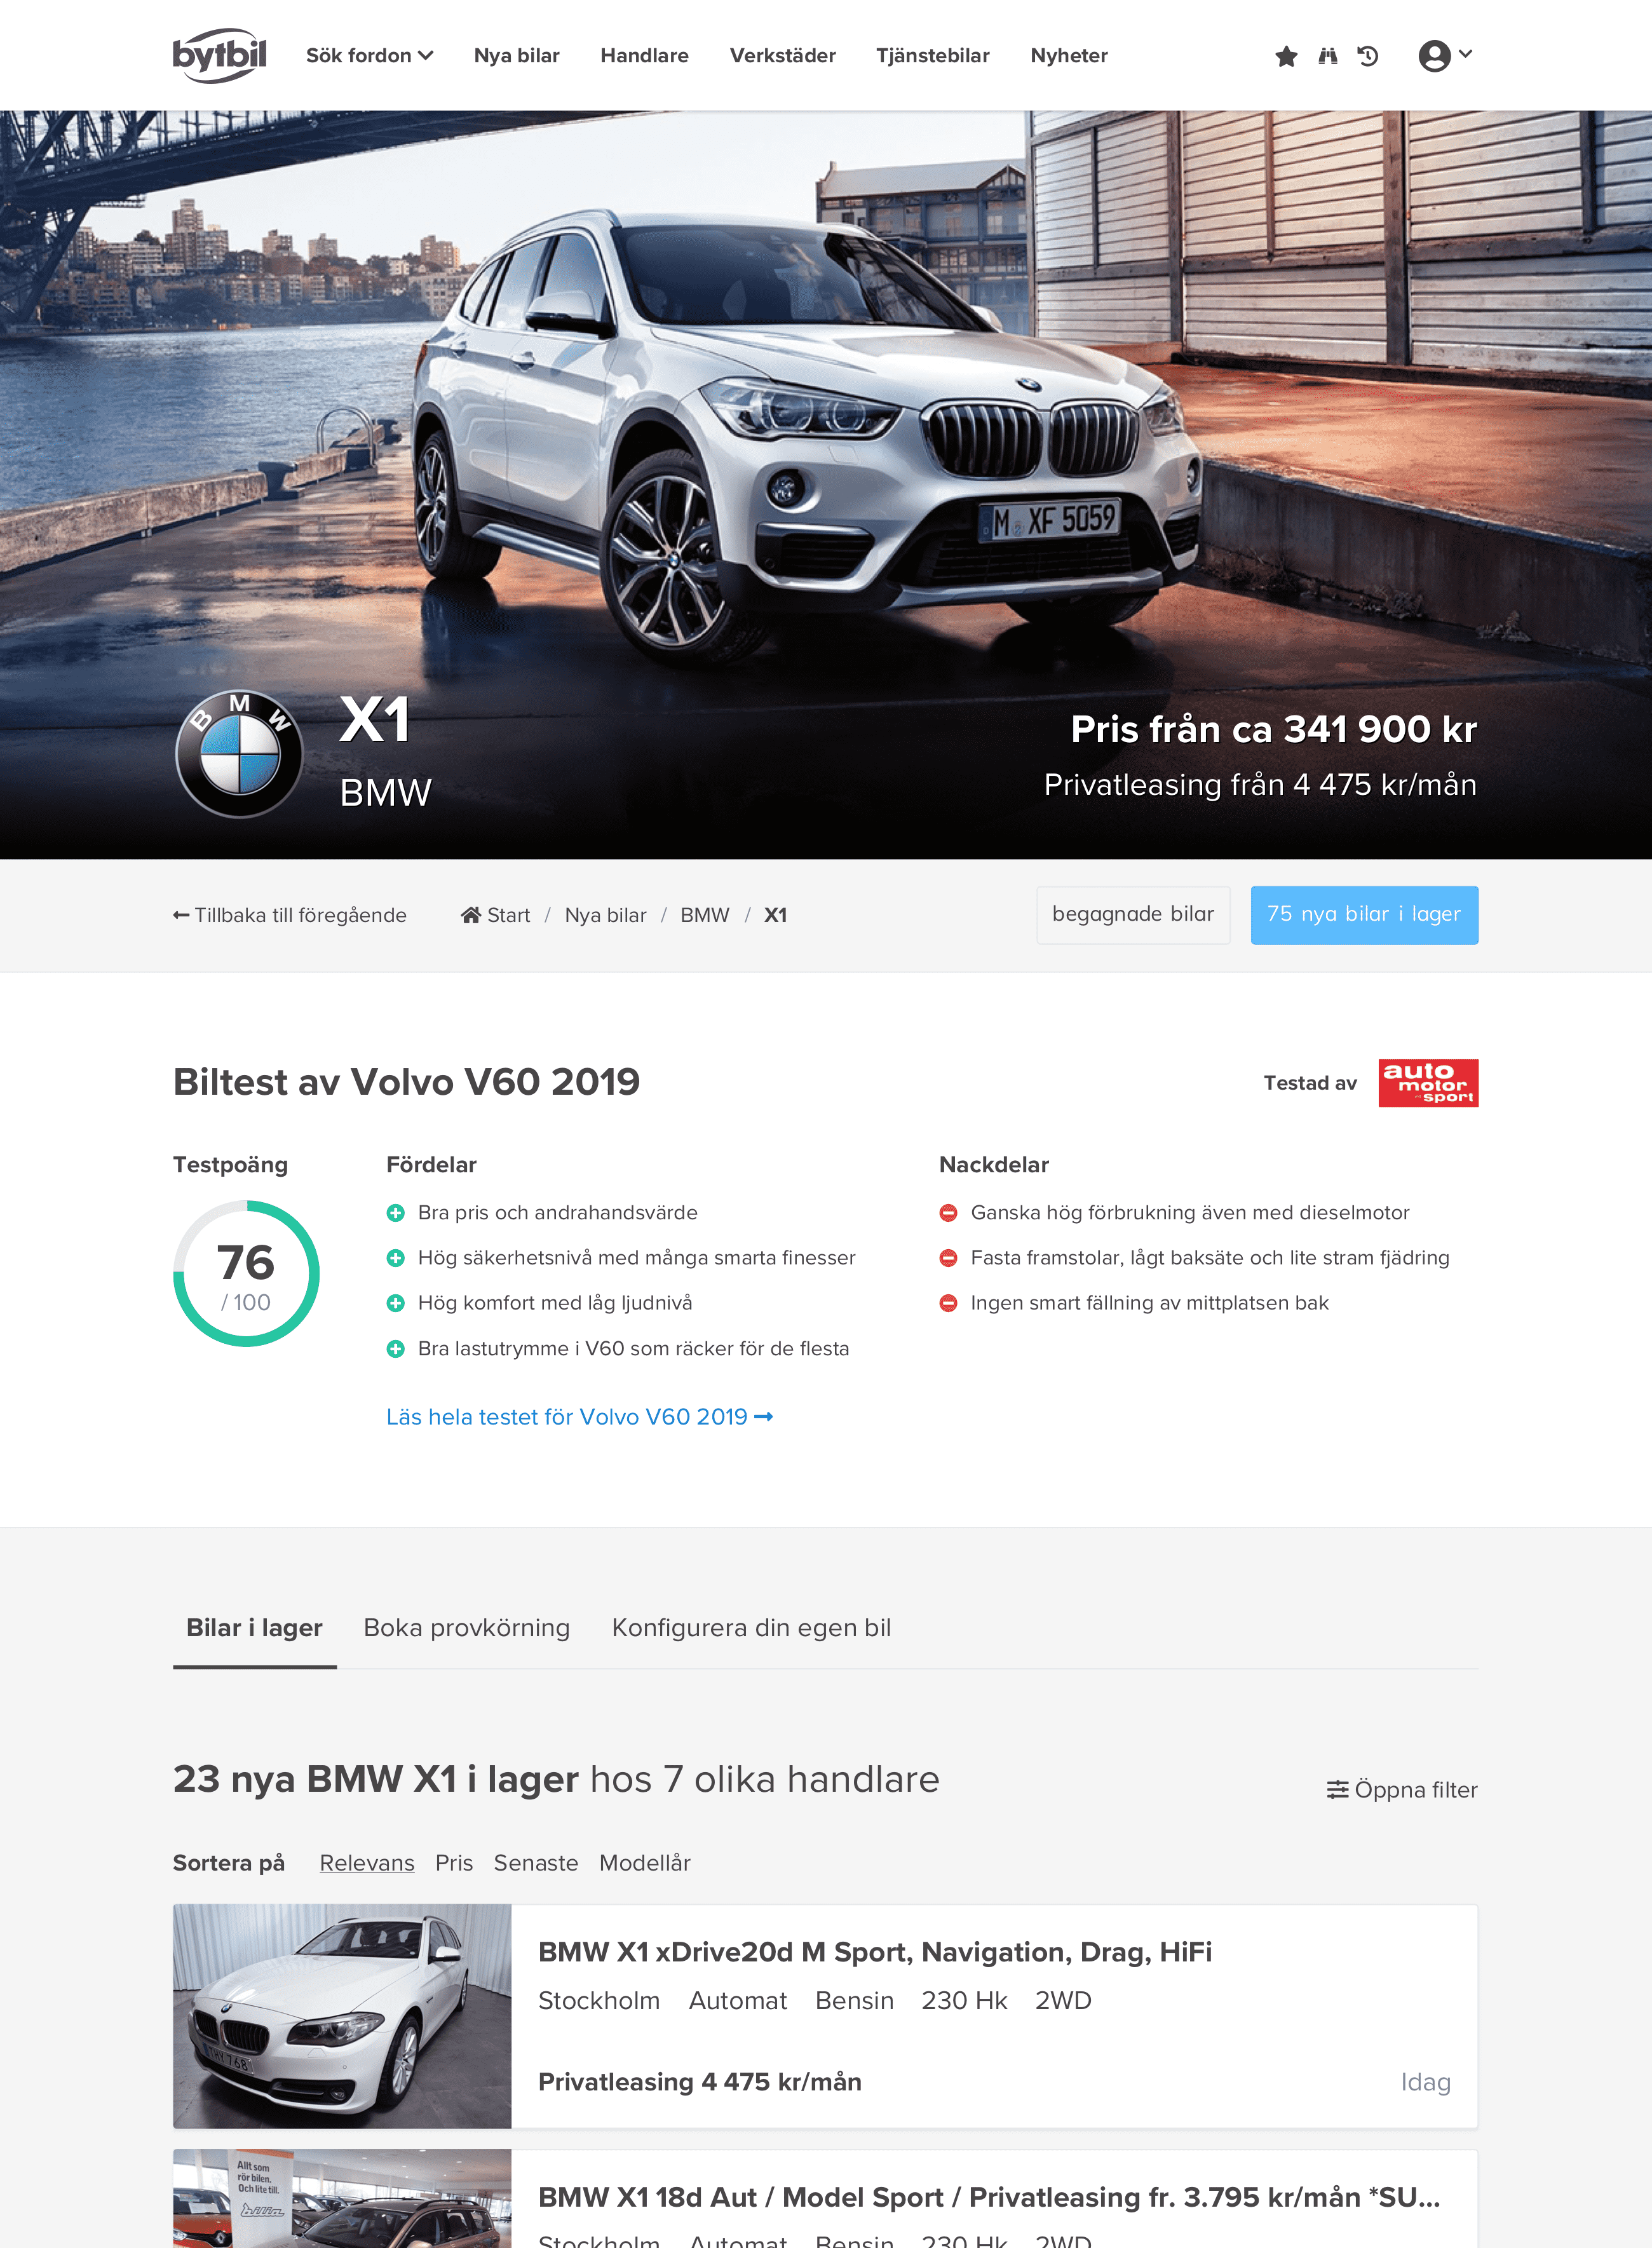 bytbil
Sök fordon Nya bilar Handlare Verkstäder Tjänstebilar Nyheter
M XF 5059
B M W
X1
BMW
Pris från ca 341 900 kr
Privatleasing från 4 475 kr/mån
Tillbaka till föregående Start / Nya bilar / BMW / X1 begagnade bilar 75 nya bilar i lager
Biltest av Volvo V60 2019
Testad av
auto
motor
sport
Testpoäng
76
/ 100
Fördelar
Bra pris och andrahandsvärde
Hög säkerhetsnivå med många smarta finesser
Hög komfort med låg ljudnivå
Bra lastutrymme i V60 som räcker för de flesta
Läs hela testet för Volvo V60 2019
Nackdelar
Ganska hög förbrukning även med dieselmotor
Fasta framstolar, lågt baksäte och lite stram fjädring
Ingen smart fällning av mittplatsen bak
Bilar i lager Boka provkörning Konfigurera din egen bil
23 nya BMW X1 i lager hos 7 olika handlare
Öppna filter
Sortera på Relevans Pris Senaste Modellår
BMW X1 xDrive20d M Sport, Navigation, Drag, HiFi
Stockholm Automat Bensin 230 Hk 2WD
Privatleasing 4 475 kr/mån
Idag
Allt som
rör bilen.
Och lite till.
bilia
BMW X1 18d Aut / Model Sport / Privatleasing fr. 3.795 kr/mån *SU...
Stockholm Automat Bensin 230 Hk 2WD